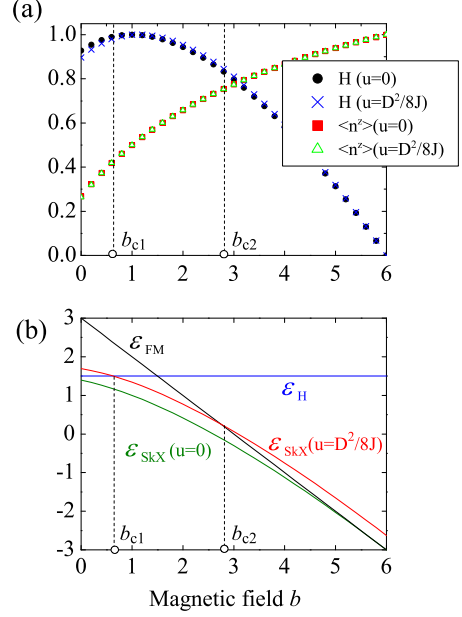 (a)
1.0
0.8
0.6
0.4
0.2
0.0
H (u=0)
H (u=D²/8J)
<nᶻ>(u=0)
<nᶻ>(u=D²/8J)
b_c1
b_c2
0 1 2 3 4 5 6
(b)
3
2
1
0
-1
-2
-3
ε_FM
ε_H
ε_SkX (u=0)
ε_SkX (u=D²/8J)
b_c1
b_c2
0 1 2 3 4 5 6
Magnetic field b